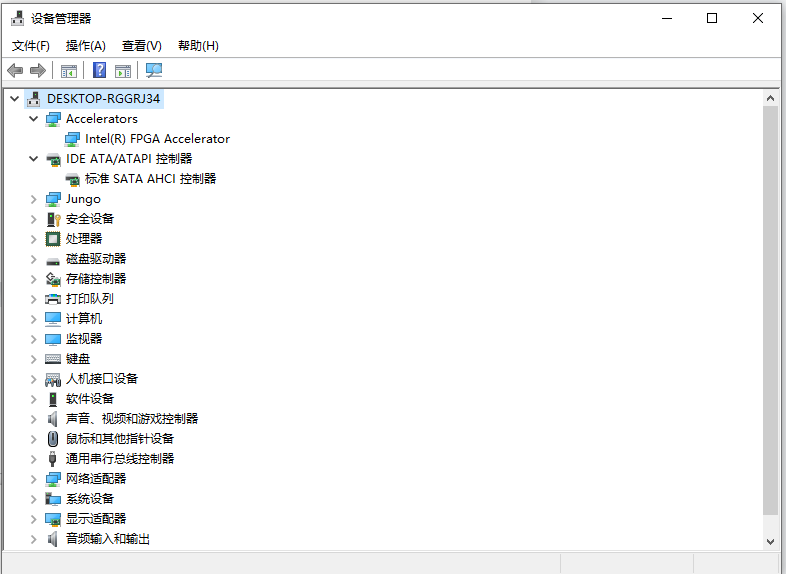 设备管理器
文件(F) 操作(A) 查看(V) 帮助(H)
DESKTOP-RGGRJ34
Accelerators
Intel(R) FPGA Accelerator
IDE ATA/ATAPI 控制器
标准 SATA AHCI 控制器
Jungo
安全设备
处理器
磁盘驱动器
存储控制器
打印队列
计算机
监视器
键盘
人机接口设备
软件设备
声音、视频和游戏控制器
鼠标和其他指针设备
通用串行总线控制器
网络适配器
系统设备
显示适配器
音频输入和输出